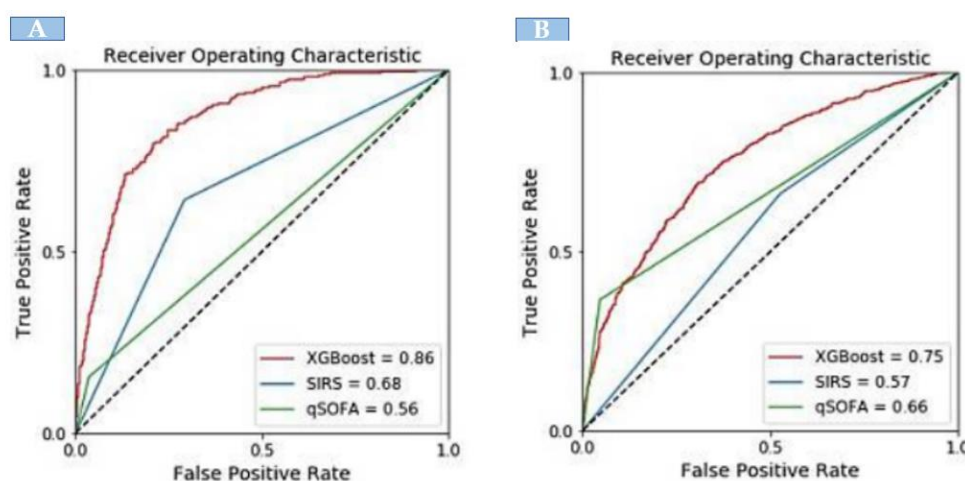 A
Receiver Operating Characteristic
1.0
0.5
0.0
True Positive Rate
XGBoost = 0.86
SIRS = 0.68
qSOFA = 0.56
0.0 0.5 1.0
False Positive Rate
B
Receiver Operating Characteristic
1.0
0.5
0.0
True Positive Rate
XGBoost = 0.75
SIRS = 0.57
qSOFA = 0.66
0.0 0.5 1.0
False Positive Rate